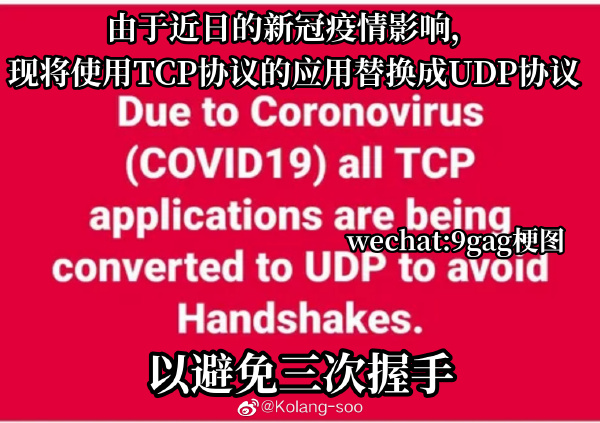 由于近日的新冠疫情影响，
现将使用TCP协议的应用替换成UDP协议
Due to Coronovirus
(COVID19) all TCP
applications are being
wechat:9gag梗图
converted to UDP to avoid
Handshakes.
以避免三次握手
@Kolang-soo